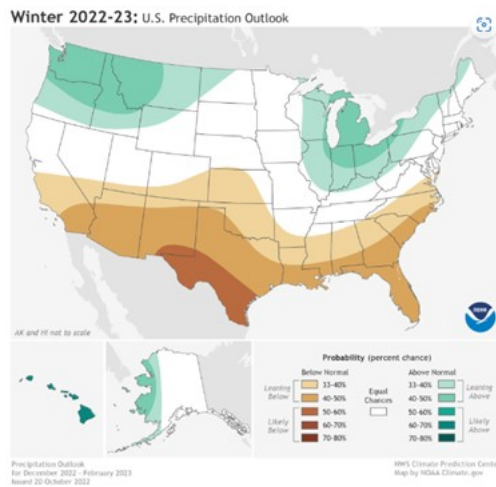 Winter 2022-23: U.S. Precipitation Outlook
NOAA
AK and HI not to scale
Probability (percent chance)
Below Normal
Above Normal
Leaning Below
33-40%
40-50%
Likely Below
50-60%
60-70%
70-80%
Equal Chances
33-40%
40-50%
Leaning Above
50-60%
60-70%
70-80%
Likely Above
Precipitation Outlook
for December 2022 - February 2023
Issued 20 October 2022
NWS Climate Prediction Cente
Map by NOAA Climate.gov